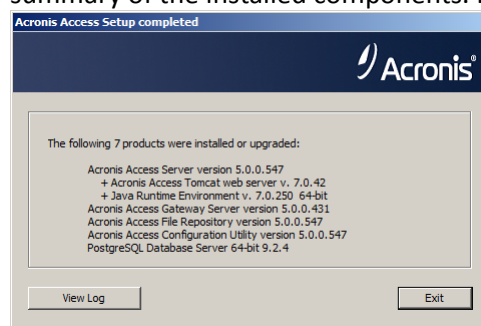 summary of the installed components.
Acronis Access Setup completed
Acronis®
The following 7 products were installed or upgraded:
Acronis Access Server version 5.0.0.547
+ Acronis Access Tomcat web server v. 7.0.42
+ Java Runtime Environment v. 7.0.250 64-bit
Acronis Access Gateway Server version 5.0.0.431
Acronis Access File Repository version 5.0.0.547
Acronis Access Configuration Utility version 5.0.0.547
PostgreSQL Database Server 64-bit 9.2.4
View Log
Exit